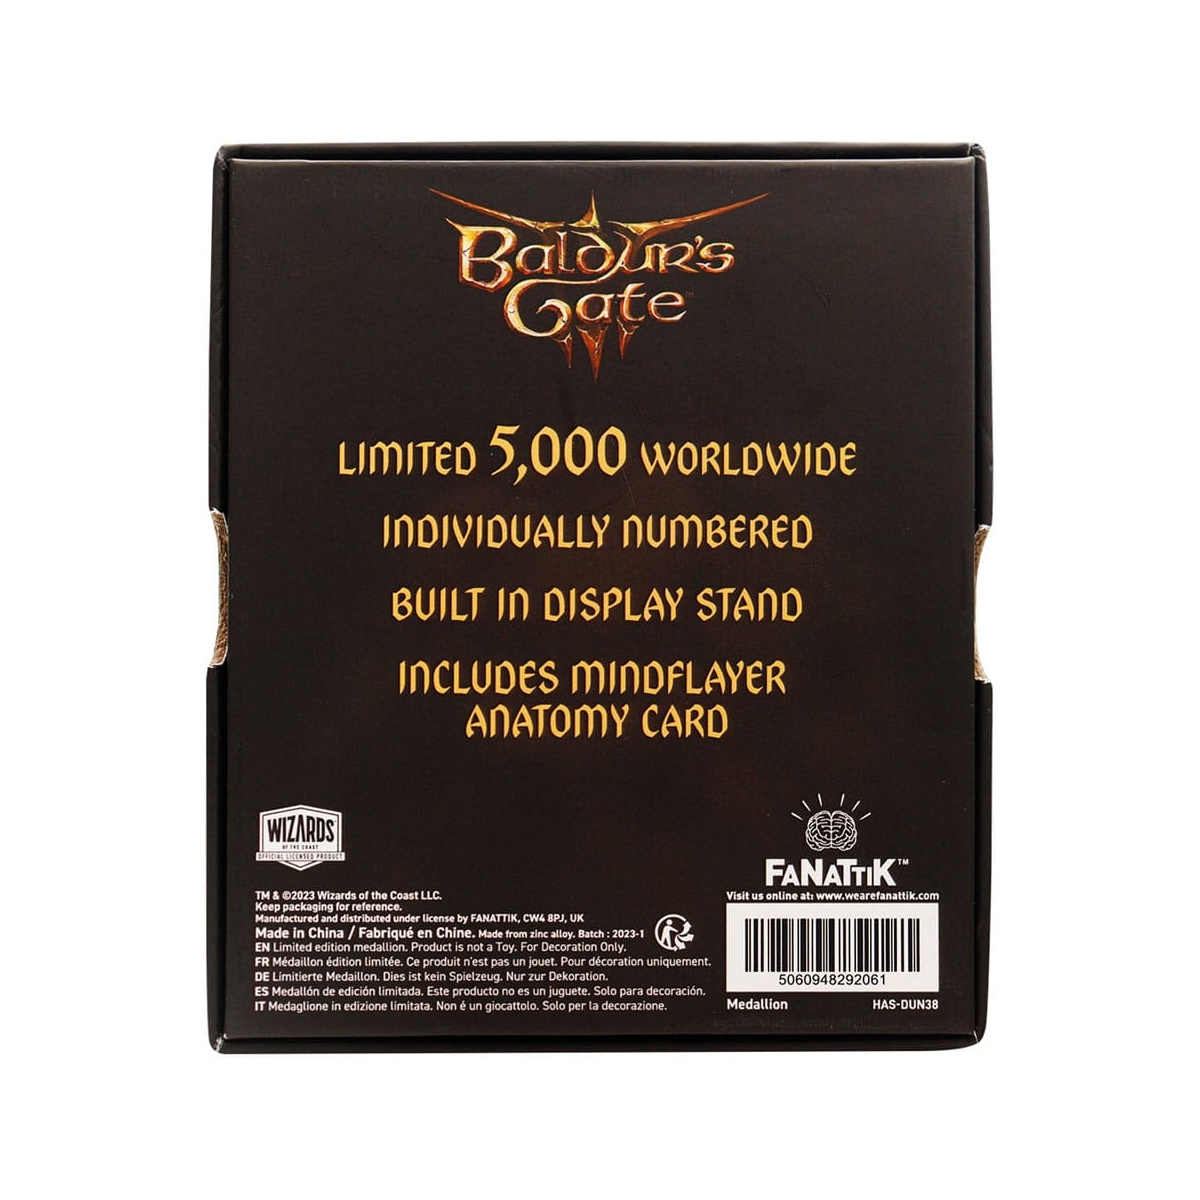 Baldur's
Gate
LIMITED 5,000 WORLDWIDE
INDIVIDUALLY NUMBERED
BUILT IN DISPLAY STAND
INCLUDES MINDFLAYER
ANATOMY CARD
WIZARDS
OF THE COAST
OFFICIAL LICENSED PRODUCT
TM & ©2023 Wizards of the Coast LLC.
Keep packaging for reference.
Manufactured and distributed under license by FANATTIK, CW4 8PJ, UK
Made in China / Fabriqué en Chine. Made from zinc alloy. Batch : 2023-1
EN Limited edition medallion. Product is not a Toy. For Decoration Only.
FR Médaillon édition limitée. Ce produit n'est pas un jouet. Pour décoration uniquement.
DE Limitierte Medaillon. Dies ist kein Spielzeug. Nur zur Dekoration.
ES Medallón de edición limitada. Este producto no es un juguete. Solo para decoración.
IT Medaglione in edizione limitata. Non é un giocattolo. Solo per la decorazione.
FANATTIK™
Visit us online at: www.wearefanattik.com
5060948292061
Medallion HAS-DUN38